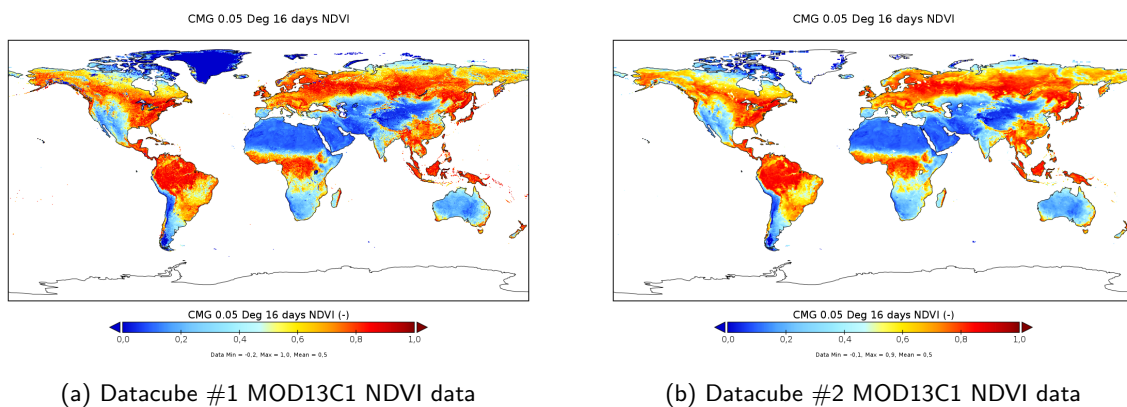 CMG 0.05 Deg 16 days NDVI
CMG 0.05 Deg 16 days NDVI (-)
0,0 0,2 0,4 0,6 0,8 1,0
Data Min = -0,2, Max = 1,0, Mean = 0,5
(a) Datacube #1 MOD13C1 NDVI data
CMG 0.05 Deg 16 days NDVI
CMG 0.05 Deg 16 days NDVI (-)
0,0 0,2 0,4 0,6 0,8 1,0
Data Min = -0,1, Max = 0,9, Mean = 0,5
(b) Datacube #2 MOD13C1 NDVI data